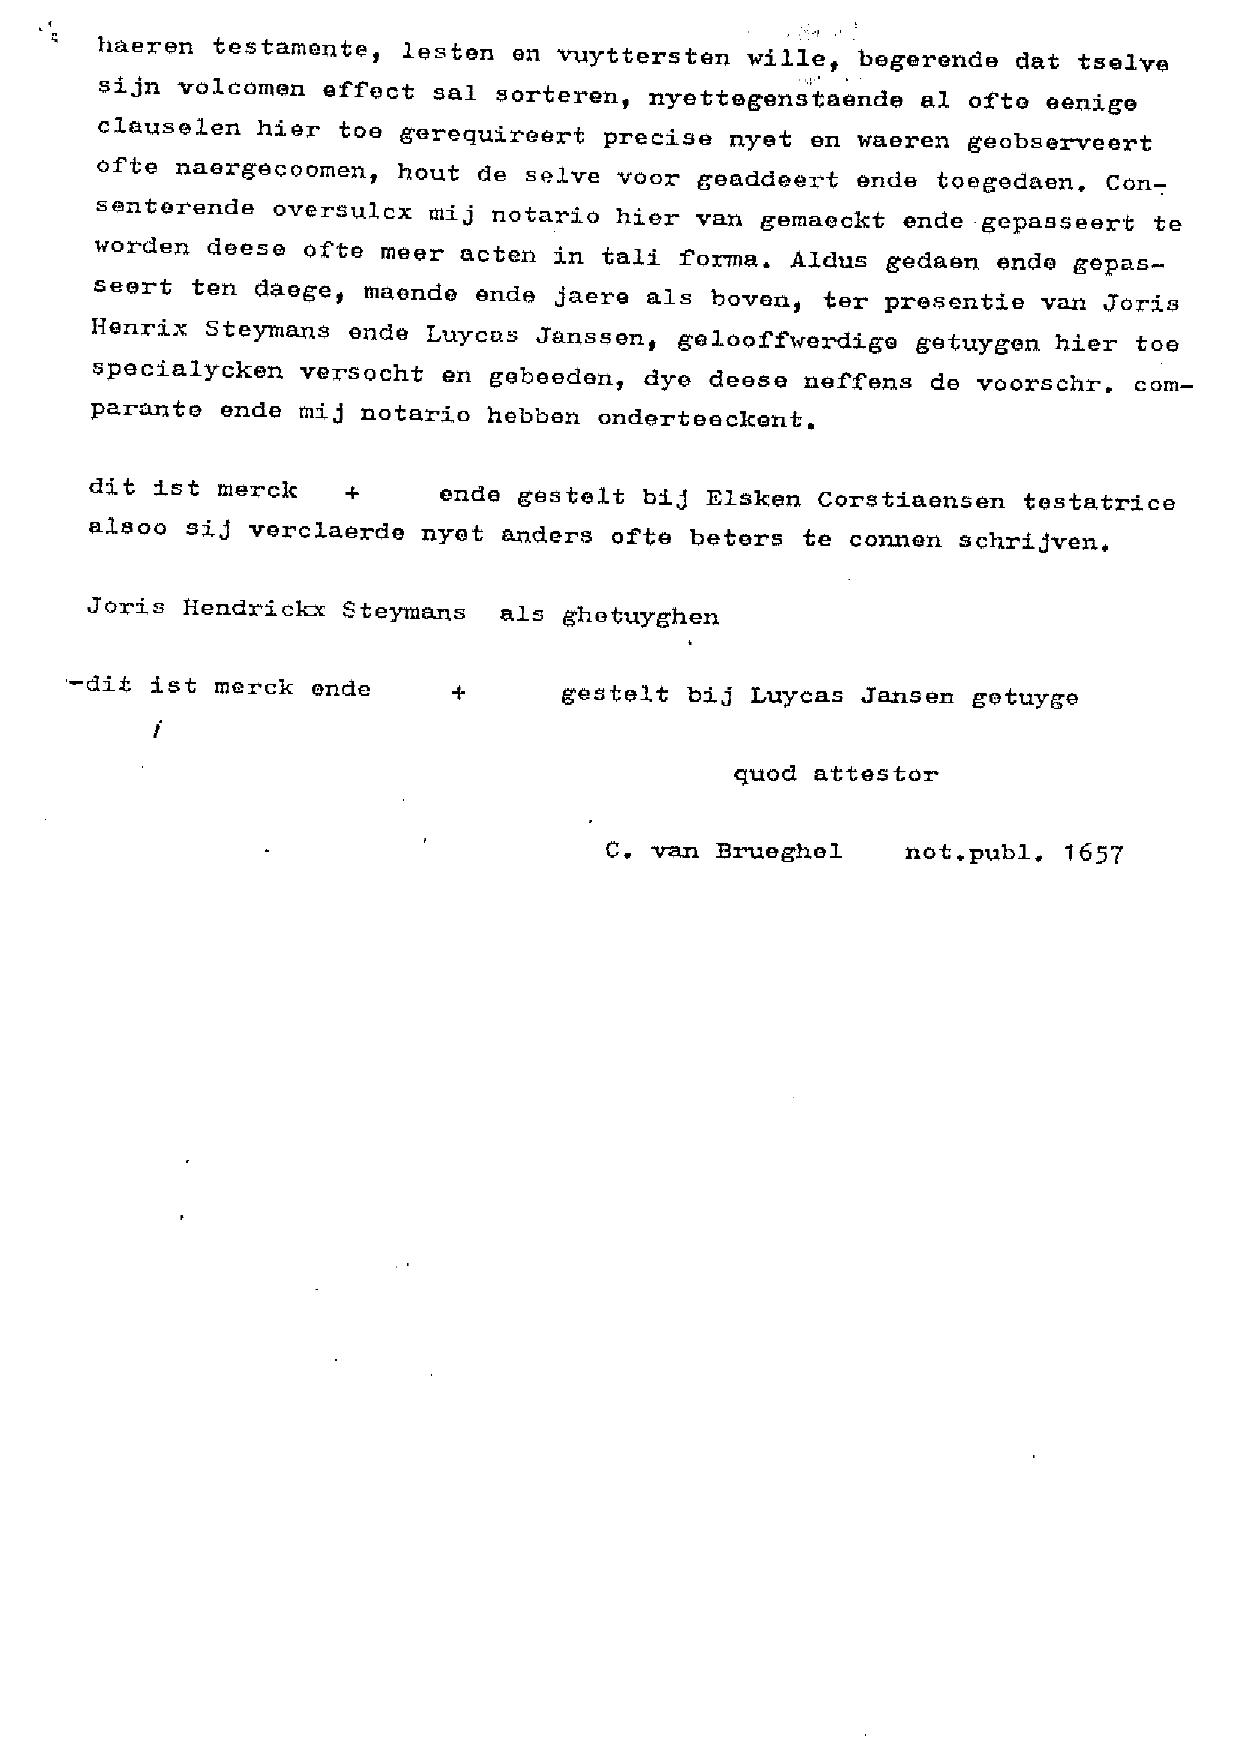 haeren testamente, lesten en vuyttersten wille, begerende dat tselve
sijn volcomen effect sal sorteren, nyettegenstaende al ofte eenige
clauselen hier toe gerequireert precise nyet en waeren geobserveert
ofte naergecoomen, hout de selve voor geaddeert ende toegedaen. Con-
senterende oversulcx mij notario hier van gemaeckt ende gepasseert te
worden deese ofte meer acten in tali forma. Aldus gedaen ende gepas-
seert ten daege, maende ende jaere als boven, ter presentie van Joris
Henrix Steymans ende Luycas Janssen, gelooffwerdige getuygen hier toe
specialycken versocht en gebeeden, dye deese neffens de voorschr. com-
parante ende mij notario hebben onderteeckent.
dit ist merck + ende gestelt bij Elsken Corstiaensen testatrice
alsoo sij verclaerde nyet anders ofte beters te connen schrijven.
Joris Hendrickx Steymans als ghetuyghen
-dit ist merck ende + gestelt bij Luycas Jansen getuyge
quod attestor
C. van Brueghel not.publ. 1657